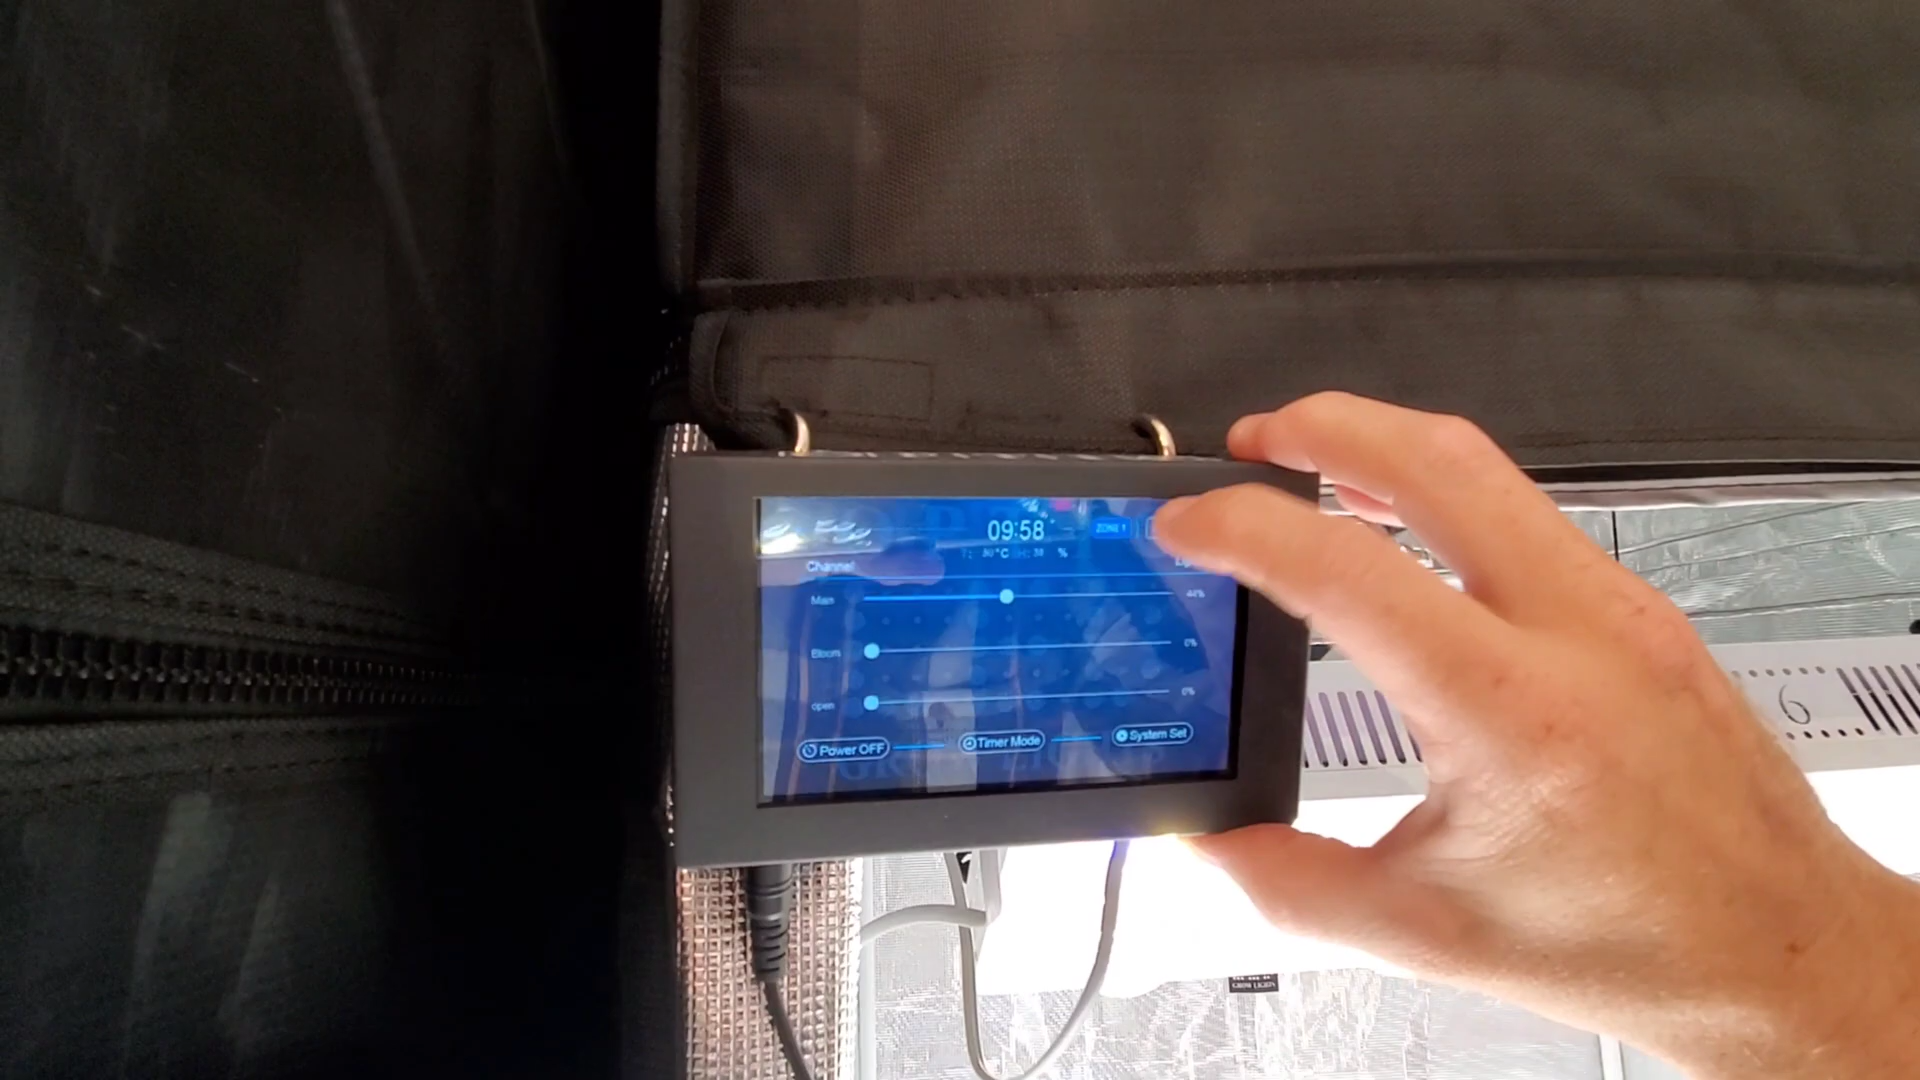 09:58
ZONE 1
°C %
Channel
Main 44%
Bloom 0%
open 0%
Power OFF Timer Mode System Set
6